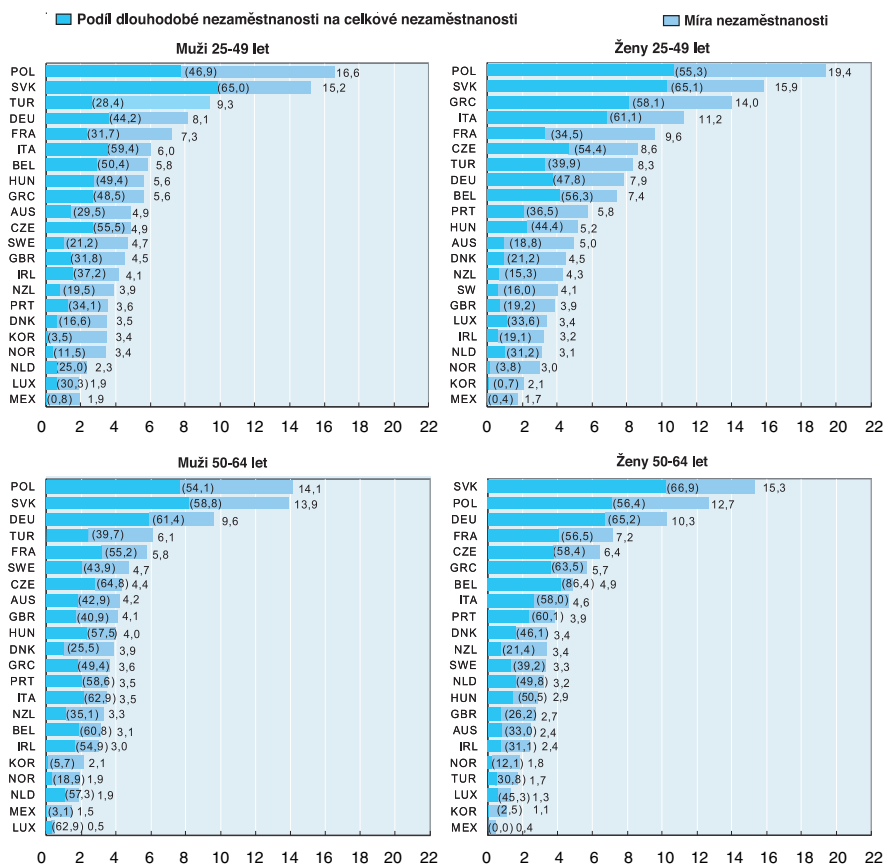 Podíl dlouhodobé nezaměstnanosti na celkové nezaměstnanosti Míra nezaměstnanosti
Muži 25-49 let
POL (46,9) 16,6
SVK (65,0) 15,2
TUR (28,4) 9,3
DEU (44,2) 8,1
FRA (31,7) 7,3
ITA (59,4) 6,0
BEL (50,4) 5,8
HUN (49,4) 5,6
GRC (48,5) 5,6
AUS (29,5) 4,9
CZE (55,5) 4,9
SWE (21,2) 4,7
GBR (31,8) 4,5
IRL (37,2) 4,1
NZL (19,5) 3,9
PRT (34,1) 3,6
DNK (16,6) 3,5
KOR (3,5) 3,4
NOR (11,5) 3,4
NLD (25,0) 2,3
LUX (30,3) 1,9
MEX (0,8) 1,9
0 2 4 6 8 10 12 14 16 18 20 22
Ženy 25-49 let
POL (55,3) 19,4
SVK (65,1) 15,9
GRC (58,1) 14,0
ITA (61,1) 11,2
FRA (34,5) 9,6
CZE (54,4) 8,6
TUR (39,9) 8,3
DEU (47,8) 7,9
BEL (56,3) 7,4
PRT (36,5) 5,8
HUN (44,4) 5,2
AUS (18,8) 5,0
DNK (21,2) 4,5
NZL (15,3) 4,3
SW (16,0) 4,1
GBR (19,2) 3,9
LUX (33,6) 3,4
IRL (19,1) 3,2
NLD (31,2) 3,1
NOR (3,8) 3,0
KOR (0,7) 2,1
MEX (0,4) 1,7
0 2 4 6 8 10 12 14 16 18 20 22
Muži 50-64 let
POL (54,1) 14,1
SVK (58,8) 13,9
DEU (61,4) 9,6
TUR (39,7) 6,1
FRA (55,2) 5,8
SWE (43,9) 4,7
CZE (64,8) 4,4
AUS (42,9) 4,2
GBR (40,9) 4,1
HUN (57,5) 4,0
DNK (25,5) 3,9
GRC (49,4) 3,6
PRT (58,6) 3,5
ITA (62,9) 3,5
NZL (35,1) 3,3
BEL (60,8) 3,1
IRL (54,9) 3,0
KOR (5,7) 2,1
NOR (18,9) 1,9
NLD (57,3) 1,9
MEX (3,1) 1,5
LUX (62,9) 0,5
0 2 4 6 8 10 12 14 16 18 20 22
Ženy 50-64 let
SVK (66,9) 15,3
POL (56,4) 12,7
DEU (65,2) 10,3
FRA (56,5) 7,2
CZE (58,4) 6,4
GRC (63,5) 5,7
BEL (86,4) 4,9
ITA (58,0) 4,6
PRT (60,1) 3,9
DNK (46,1) 3,4
NZL (21,4) 3,4
SWE (39,2) 3,3
NLD (49,8) 3,2
HUN (50,5) 2,9
GBR (26,2) 2,7
AUS (33,0) 2,4
IRL (31,1) 2,4
NOR (12,1) 1,8
TUR 30,8) 1,7
LUX (45,3) 1,3
KOR (2,5) 1,1
MEX (0,0) 0,4
0 2 4 6 8 10 12 14 16 18 20 22